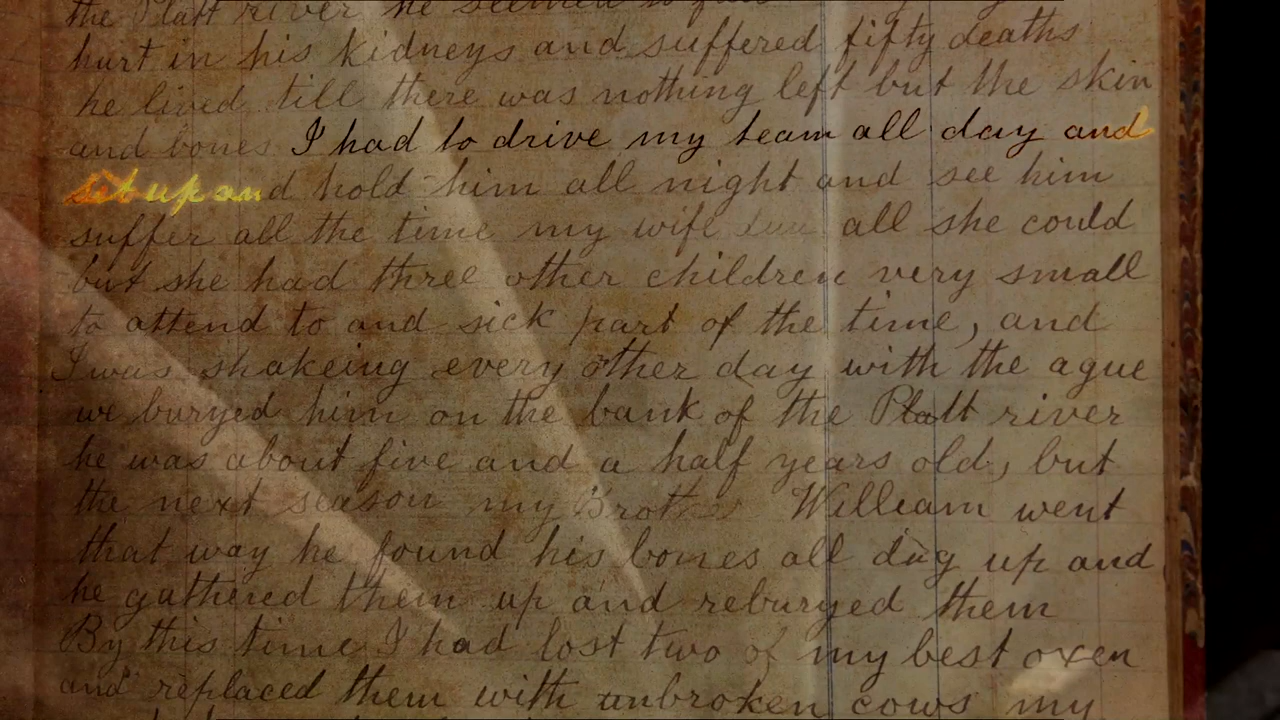 the Platt river he seemed to
hurt in his kidneys and suffered fifty deaths
he lived till there was nothing left but the skin
and bones I had to drive my team all day and
set up and hold him all night and see him
suffer all the time my wife all she could
but she had three other children very small
to attend to and sick part of the time, and
I was shakeing every other day with the ague
we buryed him on the bank of the Platt river
he was about five and a half years old, but
the next season my Brother William went
that way he found his bones all dug up and
he gathered them up and reburyed them
By this time I had lost two of my best oxen
and replaced them with unbroken cows my